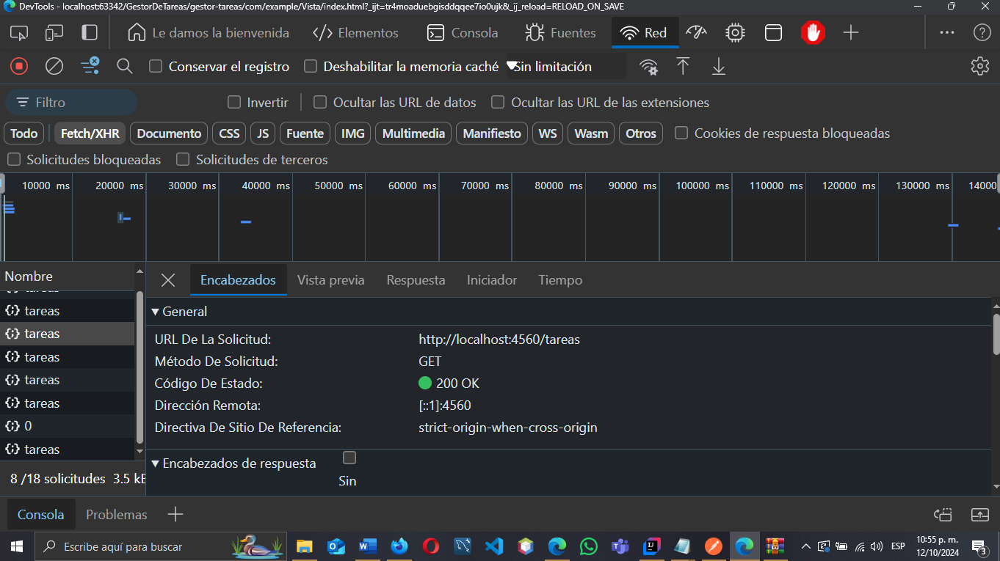 DevTools - localhost:63342/GestorDeTareas/gestor-tareas/com/example/Vista/index.html?_ijt=tr4moaduebgisddqqee7io0ujk&_ij_reload=RELOAD_ON_SAVE
Le damos la bienvenida Elementos Consola Fuentes Red
Conservar el registro Deshabilitar la memoria caché Sin limitación
Filtro Invertir Ocultar las URL de datos Ocultar las URL de las extensiones
Todo Fetch/XHR Documento CSS JS Fuente IMG Multimedia Manifiesto WS Wasm Otros Cookies de respuesta bloqueadas
Solicitudes bloqueadas Solicitudes de terceros
10000 ms 20000 ms 30000 ms 40000 ms 50000 ms 60000 ms 70000 ms 80000 ms 90000 ms 100000 ms 110000 ms 120000 ms 130000 ms 14000
Nombre
tareas
tareas
tareas
tareas
tareas
tareas
0
tareas
8 /18 solicitudes 3.5 kB
Encabezados Vista previa Respuesta Iniciador Tiempo
General
URL De La Solicitud: http://localhost:4560/tareas
Método De Solicitud: GET
Código De Estado: 200 OK
Dirección Remota: [::1]:4560
Directiva De Sitio De Referencia: strict-origin-when-cross-origin
Encabezados de respuesta
Sin
Consola Problemas
Escribe aquí para buscar
ESP
10:55 p. m.
12/10/2024
3